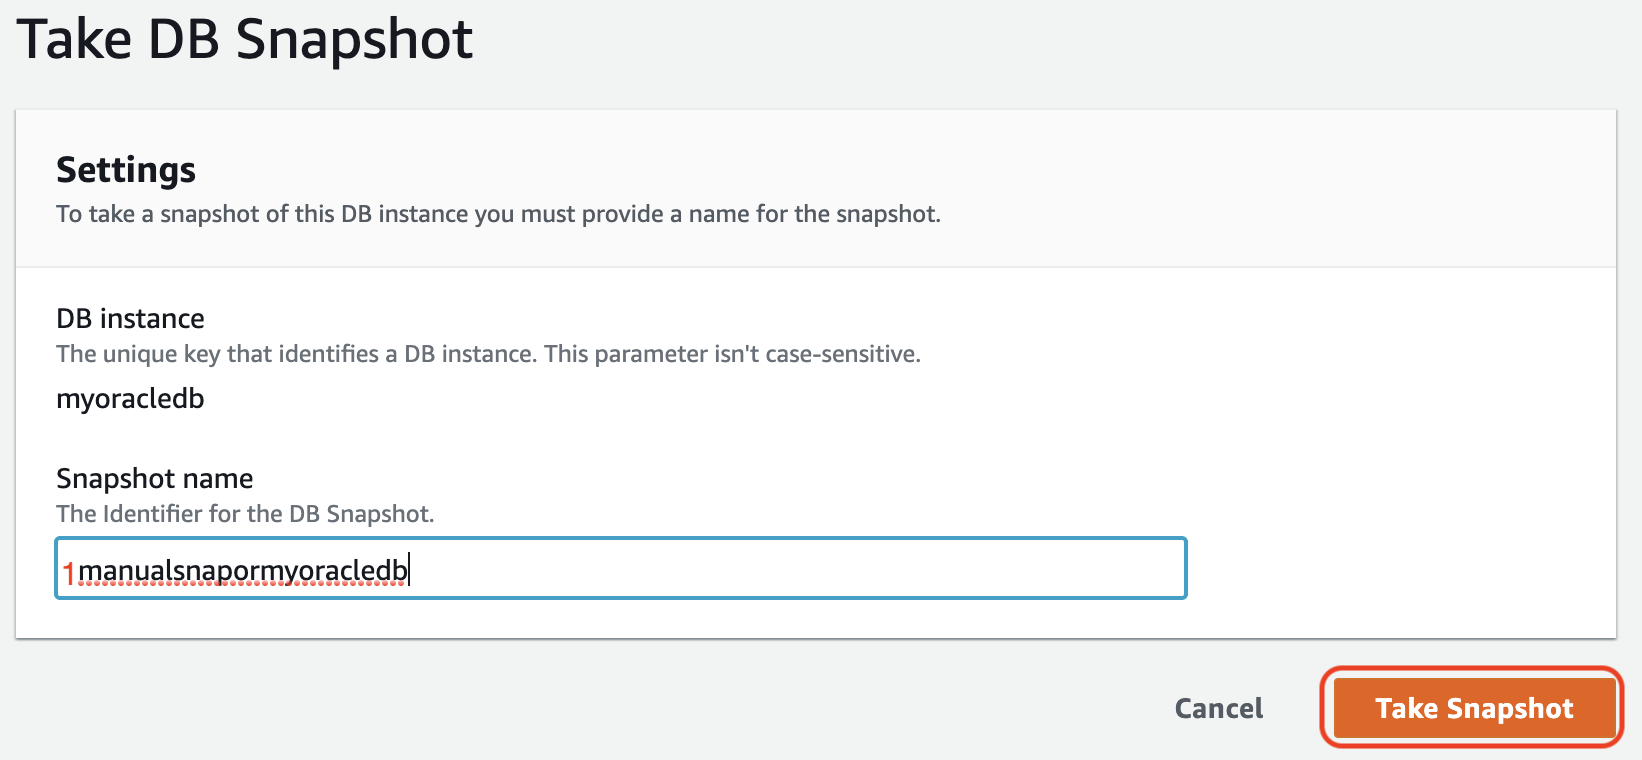 Take DB Snapshot
Settings
To take a snapshot of this DB instance you must provide a name for the snapshot.
DB instance
The unique key that identifies a DB instance. This parameter isn't case-sensitive.
myoracledb
Snapshot name
The Identifier for the DB Snapshot.
1manualsnapormyoracledb
Cancel Take Snapshot